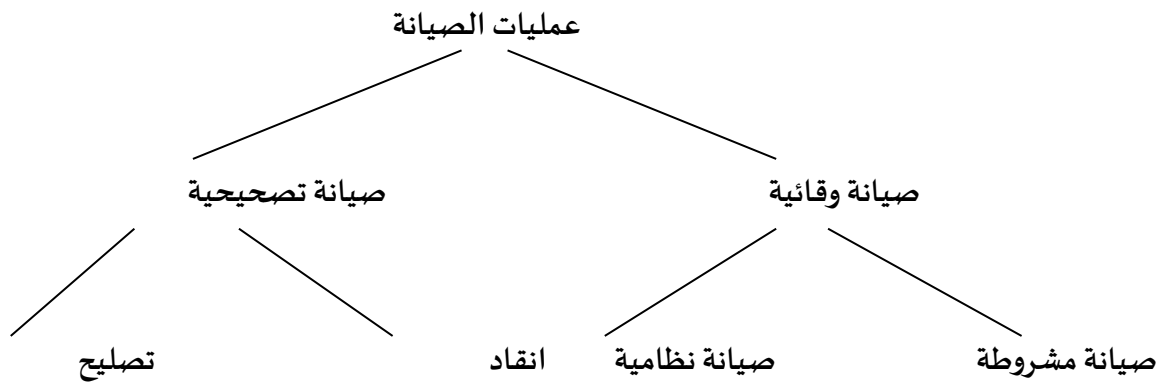 عمليات الصيانة
صيانة وقائية
صيانة تصحيحية
صيانة مشروطة
صيانة نظامية
انقاد
تصليح